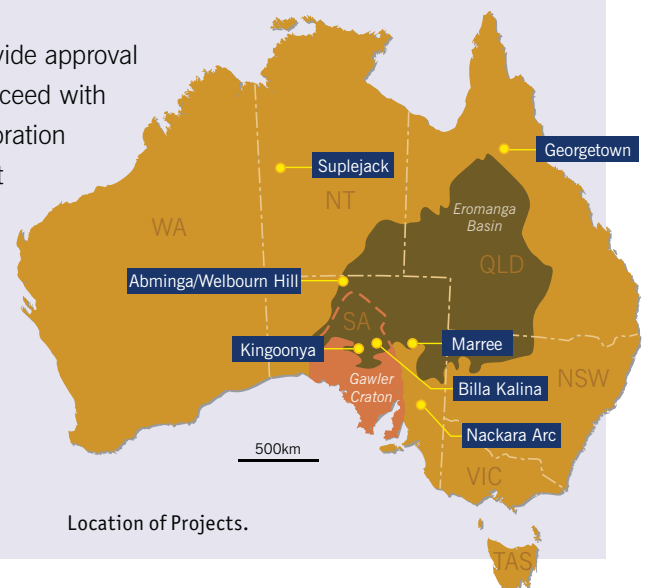 vide approval
ceed with
oration
t
Georgetown
Suplejack
NT
WA
Eromanga
Basin
QLD
Abminga/Welbourn Hill
SA
Kingoonya
Marree
Gawler
Craton
Billa Kalina
NSW
Nackara Arc
500km
VIC
Location of Projects.
TAS